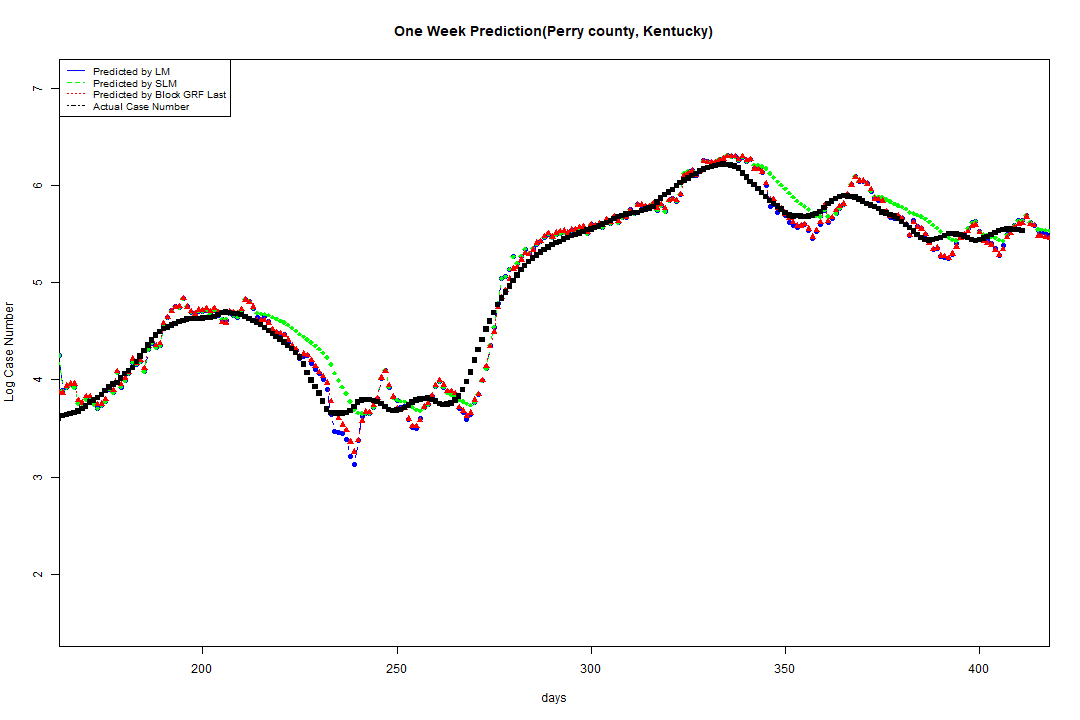 One Week Prediction(Perry county, Kentucky)
Predicted by LM
Predicted by SLM
Predicted by Block GRF Last
Actual Case Number
7
6
5
4
3
2
Log Case Number
200 250 300 350 400
days